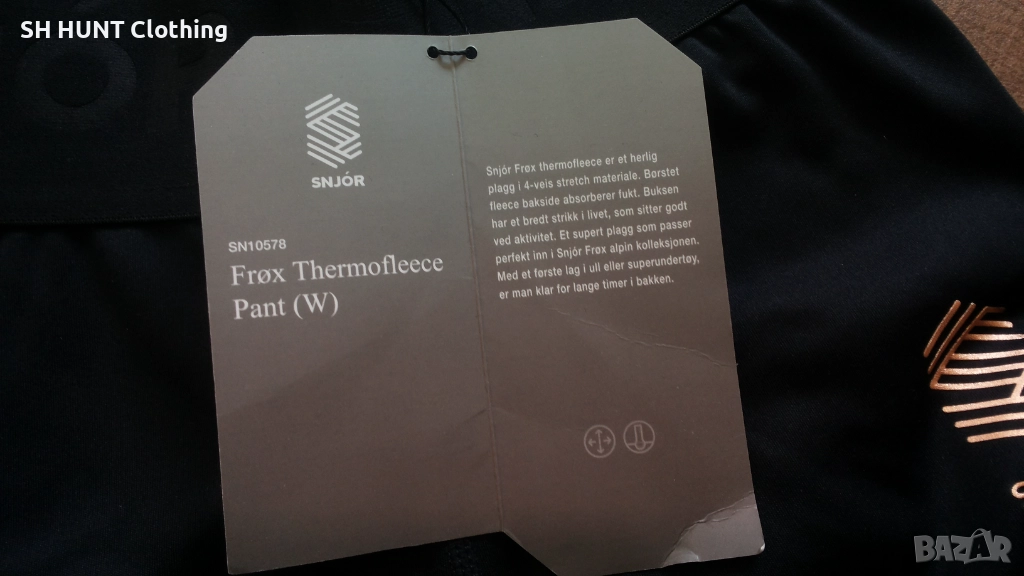 SH HUNT Clothing
SNJÓR
SN10578
Frøx Thermofleece
Pant (W)
Snjór Frøx thermofleece er et herlig
plagg i 4-veis stretch materiale. Børstet
fleece bakside absorberer fukt. Buksen
har et bredt strikk i livet, som sitter godt
ved aktivitet. Et supert plagg som passer
perfekt inn i Snjór Frøx alpin kolleksjonen.
Med et første lag i ull eller superundertøy,
er man klar for lange timer i bakken.
BAZAR